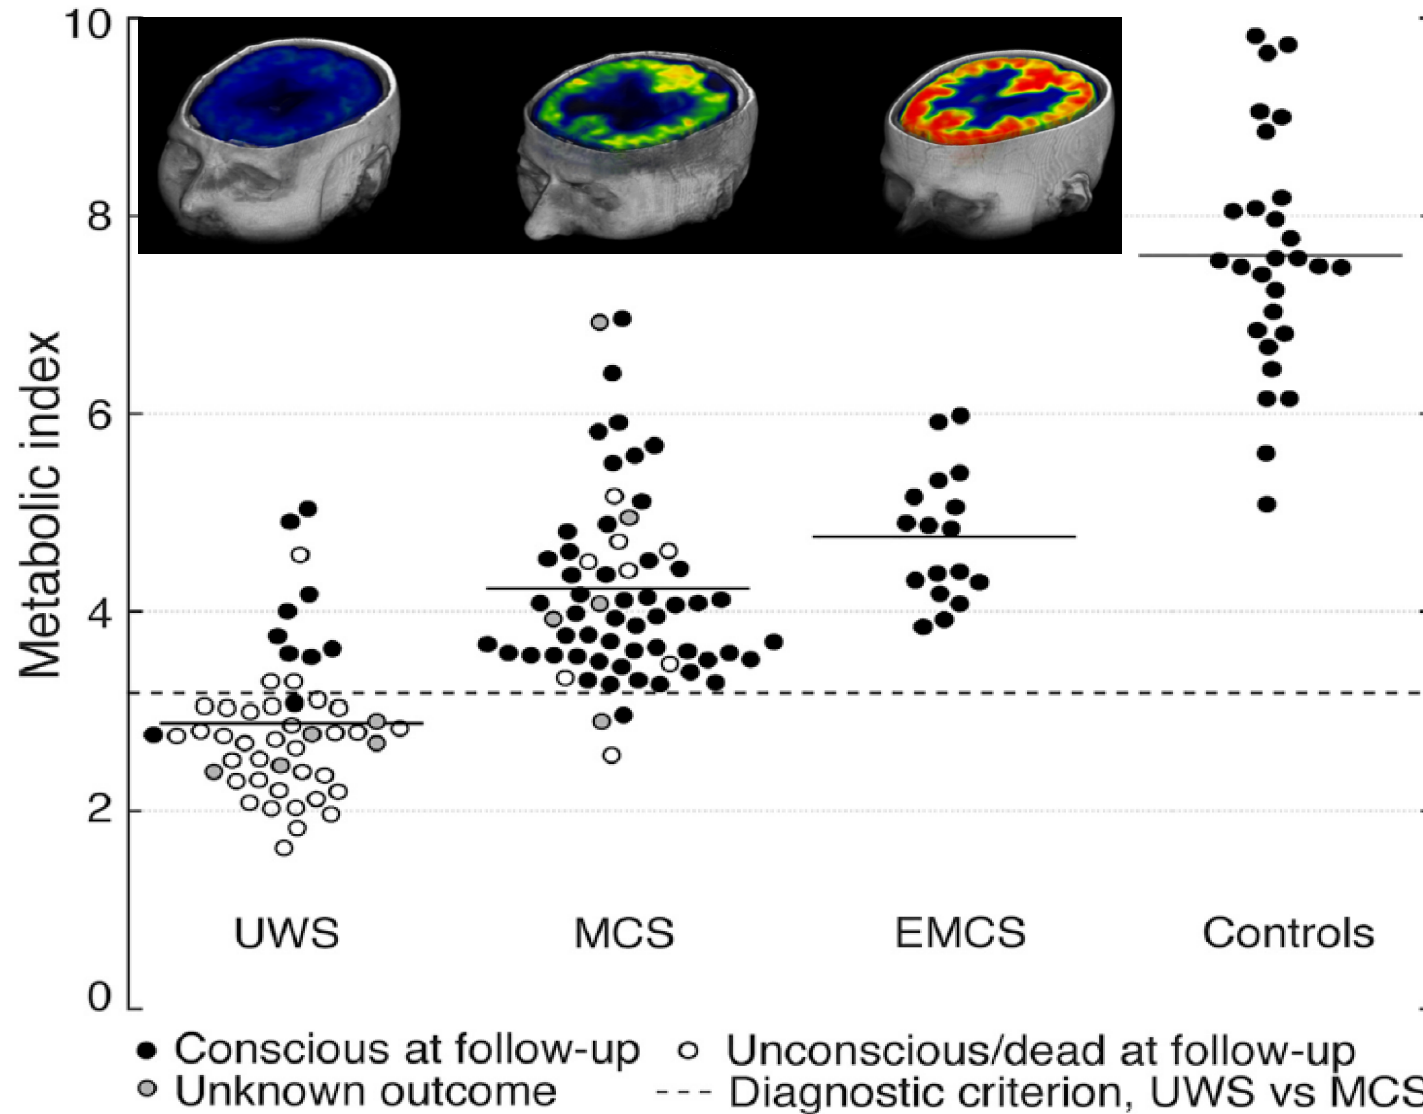 10
8
6
4
2
0
Metabolic index
UWS MCS EMCS Controls
Conscious at follow-up Unconscious/dead at follow-up
Unknown outcome Diagnostic criterion, UWS vs MCS